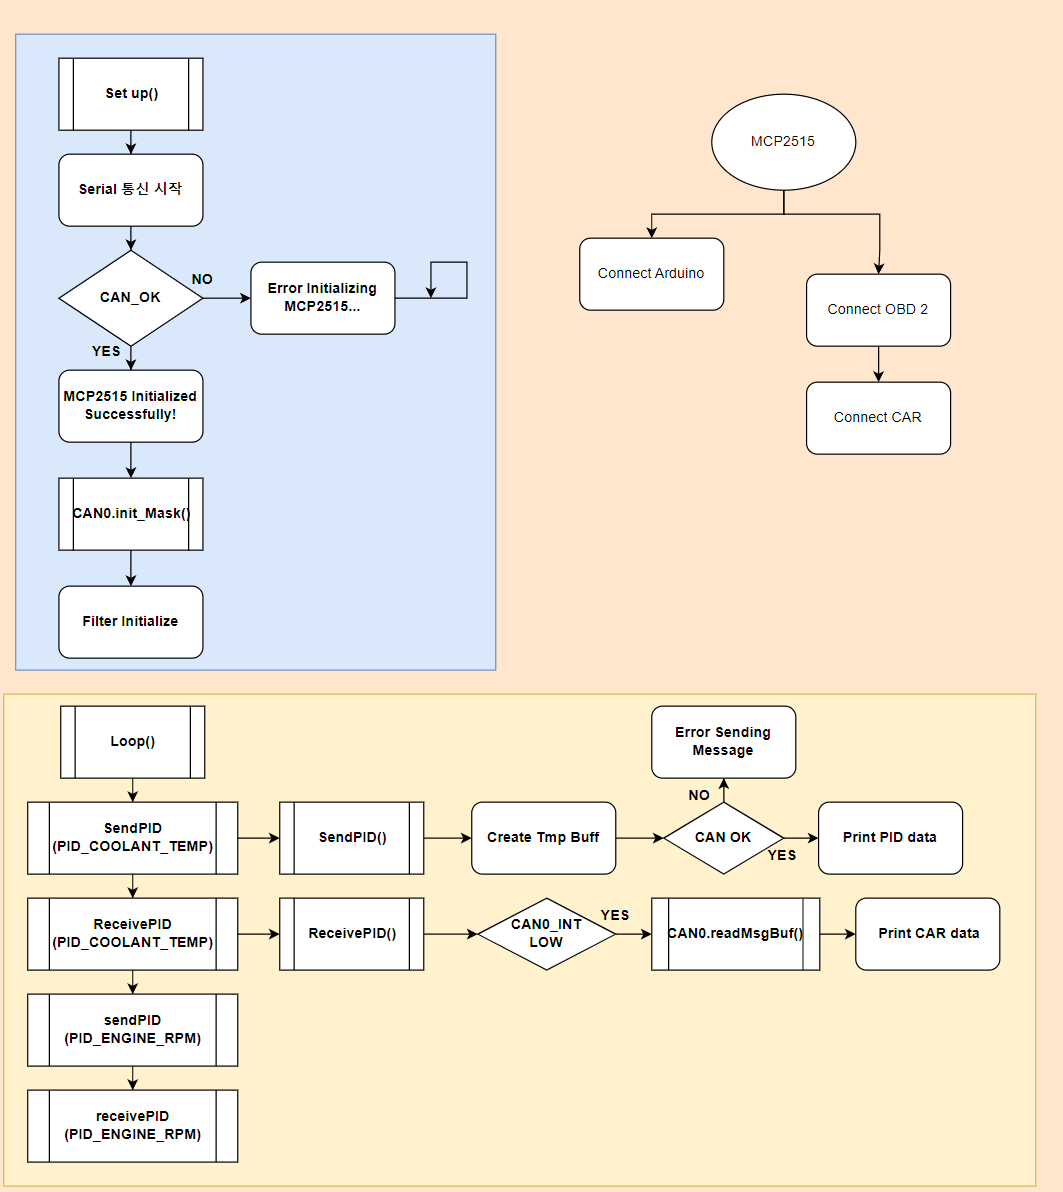 Set up()
Serial 통신 시작
CAN_OK
NO
Error Initializing
MCP2515...
YES
MCP2515 Initialized
Successfully!
CAN0.init_Mask()
Filter Initialize
MCP2515
Connect Arduino
Connect OBD 2
Connect CAR
Loop()
SendPID
(PID_COOLANT_TEMP)
SendPID()
Create Tmp Buff
CAN OK
NO
Error Sending
Message
YES
Print PID data
ReceivePID
(PID_COOLANT_TEMP)
ReceivePID()
CAN0_INT
LOW
YES
CAN0.readMsgBuf()
Print CAR data
sendPID
(PID_ENGINE_RPM)
receivePID
(PID_ENGINE_RPM)